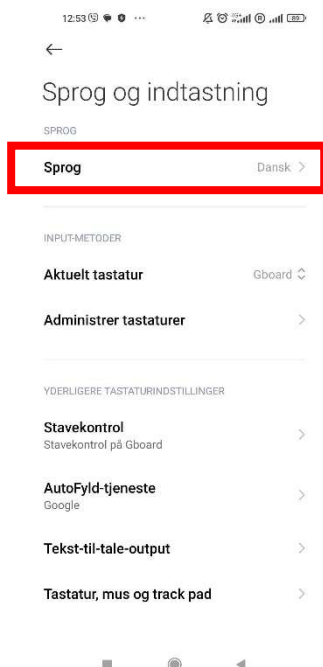 12:53
89
Sprog og indtastning
SPROG
Sprog Dansk
INPUT-METODER
Aktuelt tastatur Gboard
Administrer tastaturer
YDERLIGERE TASTATURINDSTILLINGER
Stavekontrol
Stavekontrol på Gboard
AutoFyld-tjeneste
Google
Tekst-til-tale-output
Tastatur, mus og track pad